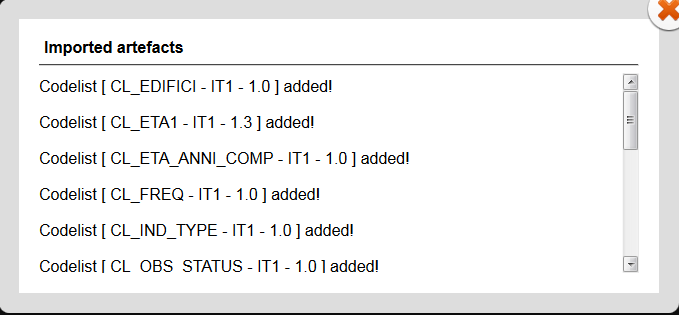 Imported artefacts
Codelist [ CL_EDIFICI - IT1 - 1.0 ] added!
Codelist [ CL_ETA1 - IT1 - 1.3 ] added!
Codelist [ CL_ETA_ANNI_COMP - IT1 - 1.0 ] added!
Codelist [ CL_FREQ - IT1 - 1.0 ] added!
Codelist [ CL_IND_TYPE - IT1 - 1.0 ] added!
Codelist [ CL_OBS_STATUS - IT1 - 1.0 ] added!